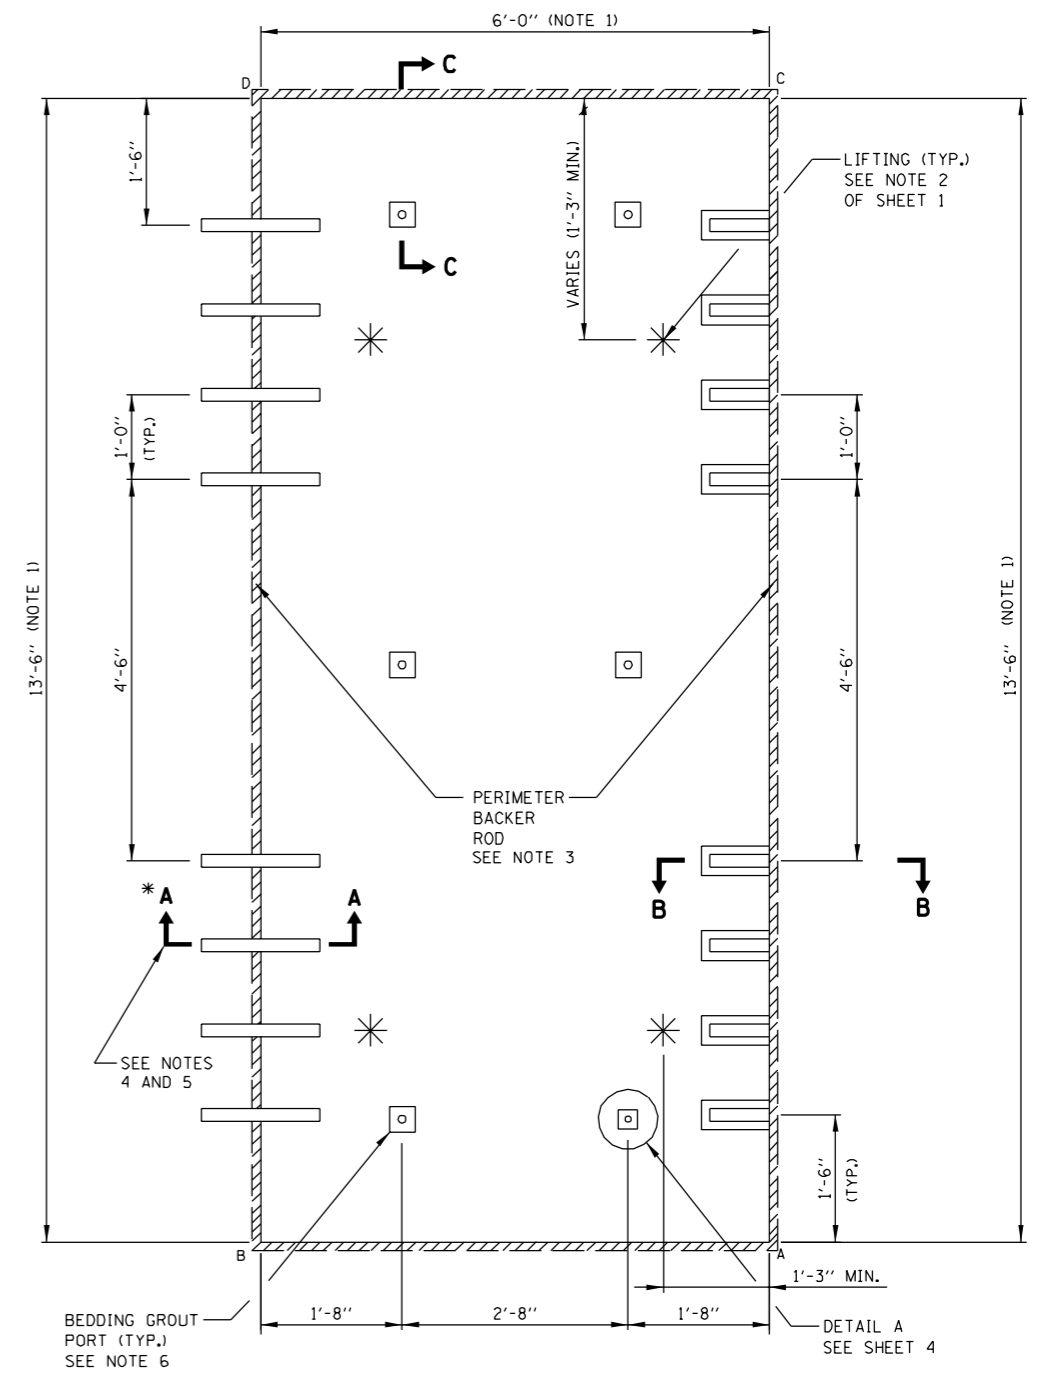 6'-0" (NOTE 1)
D
C
C
1'-6"
VARIES (1'-3" MIN.)
LIFTING (TYP.)
SEE NOTE 2
OF SHEET 1
C
1'-0"
(TYP.)
1'-0"
13'-6" (NOTE 1)
4'-6"
4'-6"
13'-6" (NOTE 1)
PERIMETER
BACKER
ROD
SEE NOTE 3
* A
A
B
B
SEE NOTES
4 AND 5
1'-6"
(TYP.)
B
A
1'-3" MIN.
1'-8"
2'-8"
1'-8"
BEDDING GROUT
PORT (TYP.)
SEE NOTE 6
DETAIL A
SEE SHEET 4